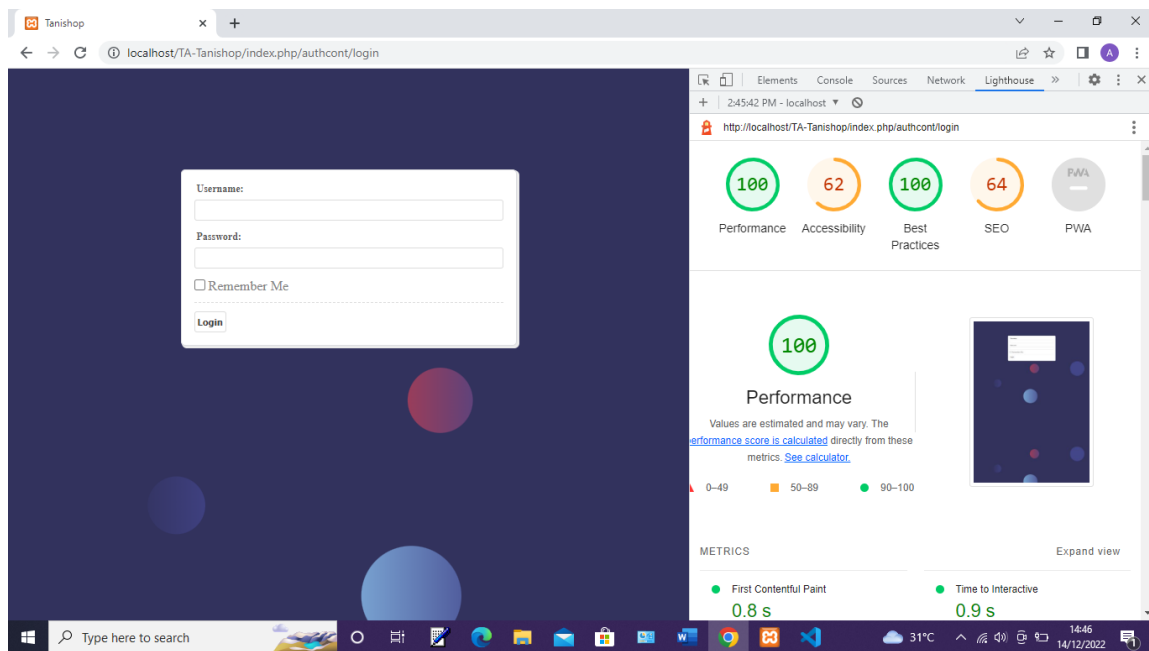 Tanishop
localhost/TA-Tanishop/index.php/authcont/login
A
Elements Console Sources Network Lighthouse »
2:45:42 PM - localhost
http://localhost/TA-Tanishop/index.php/authcont/login
100 62 100 64 PWA
Performance Accessibility Best Practices SEO PWA
Username:
Password:
Remember Me
Login
100
Performance
Values are estimated and may vary. The
erformance score is calculated directly from these
metrics. See calculator.
0–49 50–89 90–100
METRICS Expand view
First Contentful Paint Time to Interactive
0.8 s 0.9 s
Type here to search
31°C
14:46
14/12/2022
1